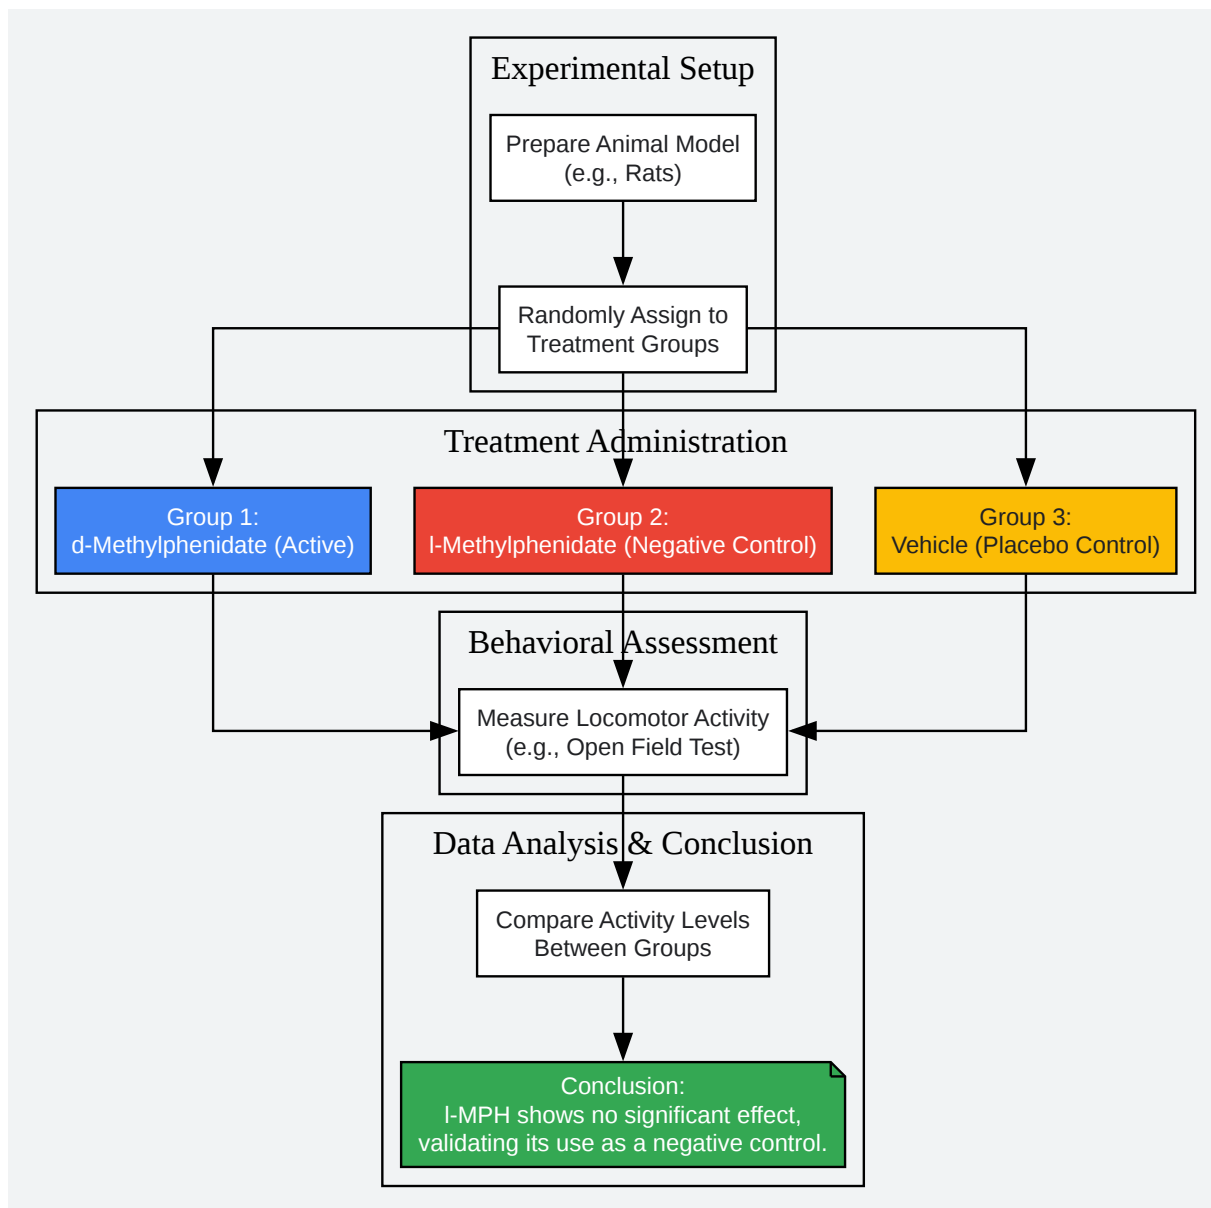 Experimental Setup
Prepare Animal Model
(e.g., Rats)
Randomly Assign to
Treatment Groups
Treatment Administration
Group 1:
d-Methylphenidate (Active)
Group 2:
l-Methylphenidate (Negative Control)
Group 3:
Vehicle (Placebo Control)
Behavioral Assessment
Measure Locomotor Activity
(e.g., Open Field Test)
Data Analysis & Conclusion
Compare Activity Levels
Between Groups
Conclusion:
l-MPH shows no significant effect,
validating its use as a negative control.